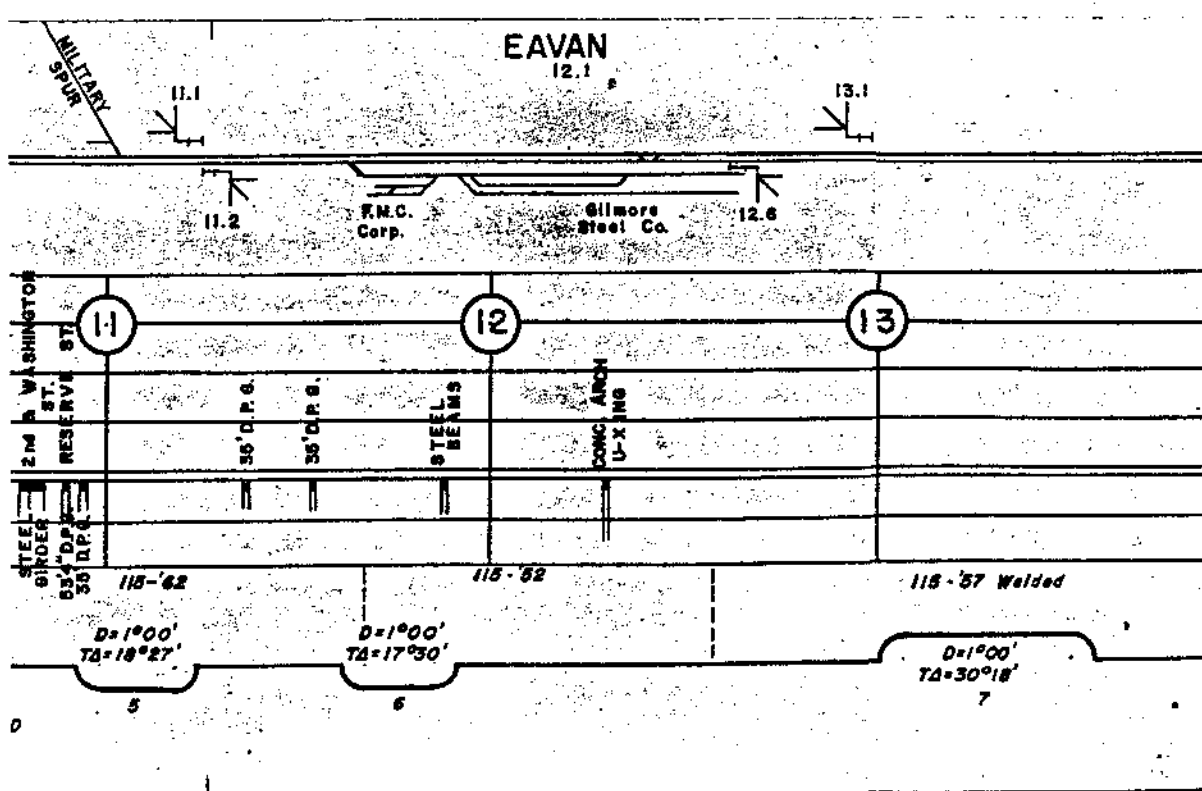 EAVAN
12.1
MILITARY
SPUR
11.1
13.1
11.2
F.M.C.
Corp.
Gilmore
Steel Co.
12.6
11
12
13
2nd & WASHINGTON
ST.
RESERVE ST.
35' D.P.G.
35' D.P.G.
STEEL
BEAMS
CONC ARCH
U-XING
STEEL
GIRDER
53'4" D.P.G.
35' D.P.G.
115-'62
115-52
115-'57 Welded
D=1°00'
TΔ=18°27'
D=1°00'
TΔ=17°30'
D=1°00'
TΔ=30°18'
5
6
7
D